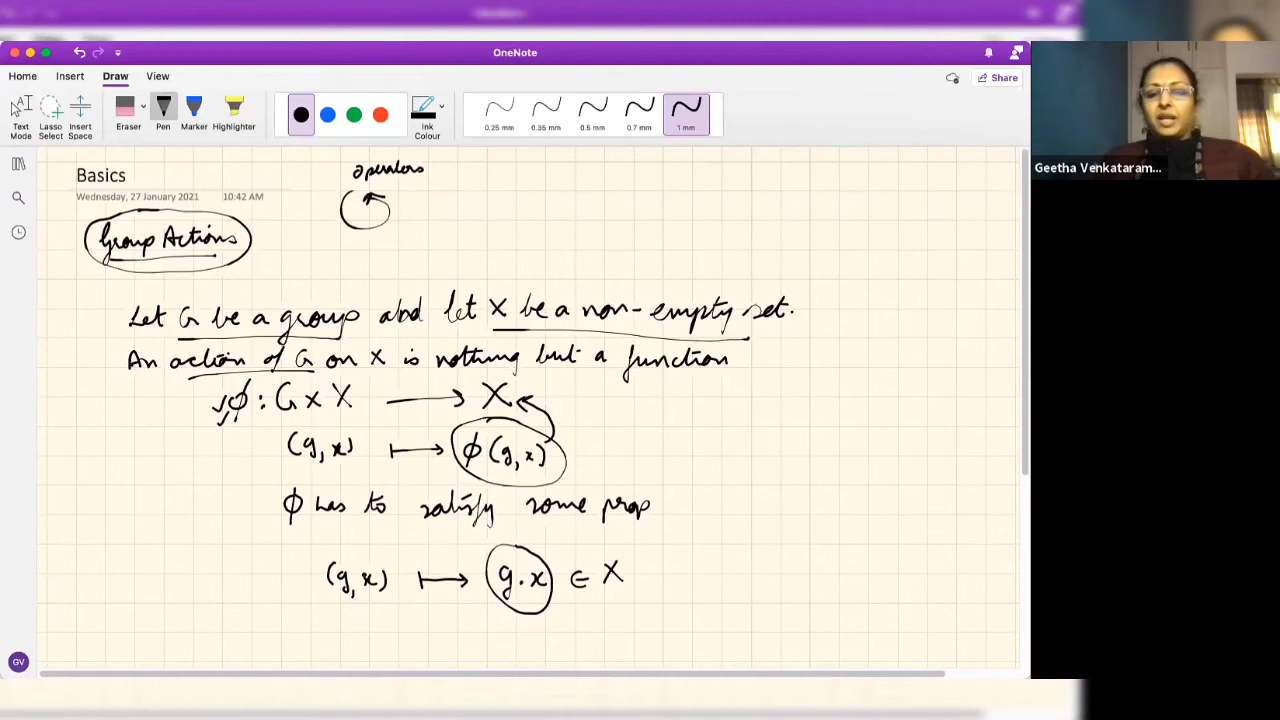 OneNote
Home Insert Draw View
Share
Eraser Pen Marker Highlighter
Text Mode Lasso Select Insert Space
0.25 mm 0.35 mm 0.5 mm 0.7 mm 1 mm
Ink Colour
Geetha Venkataram...
Basics
Wednesday, 27 January 2021 10:42 AM
Group Actions
Let G be a group abd let X be a non-empty set.
An action of G on X is nothing but a function
ϕ : G × X ⟶ X
(g, x) ⟼ ϕ(g, x)
ϕ has to satisfy some prop
(g, x) ⟼ g.x ∈ X
GV